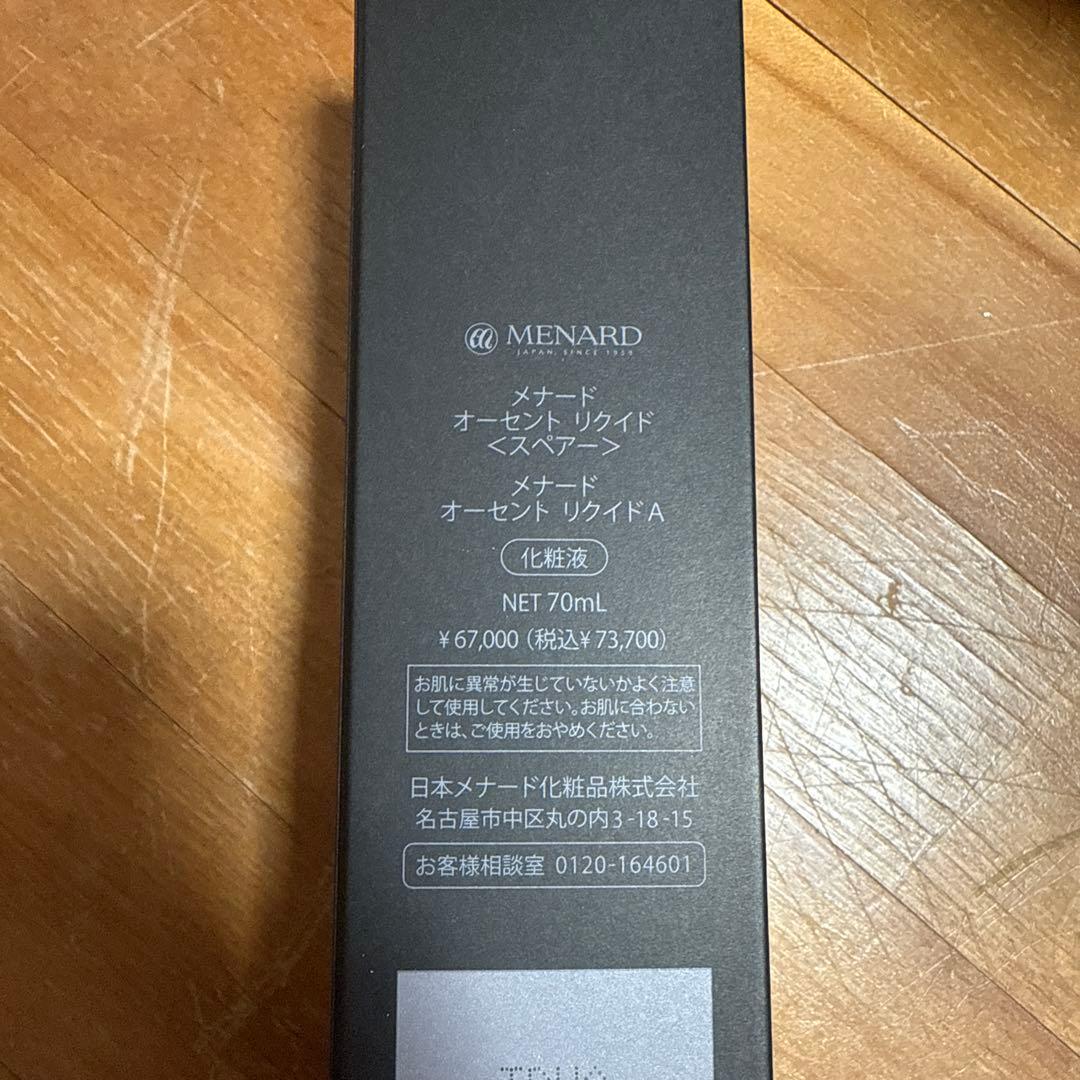 MENARD
JAPAN, SINCE 1959
メナード
オーセント リクイド
<スペアー>
メナード
オーセント リクイドA
化粧液
NET 70mL
¥67,000 (税込¥73,700)
お肌に異常が生じていないかよく注意
して使用してください。お肌に合わない
ときは、ご使用をおやめください。
日本メナード化粧品株式会社
名古屋市中区丸の内3-18-15
お客様相談室 0120-164601